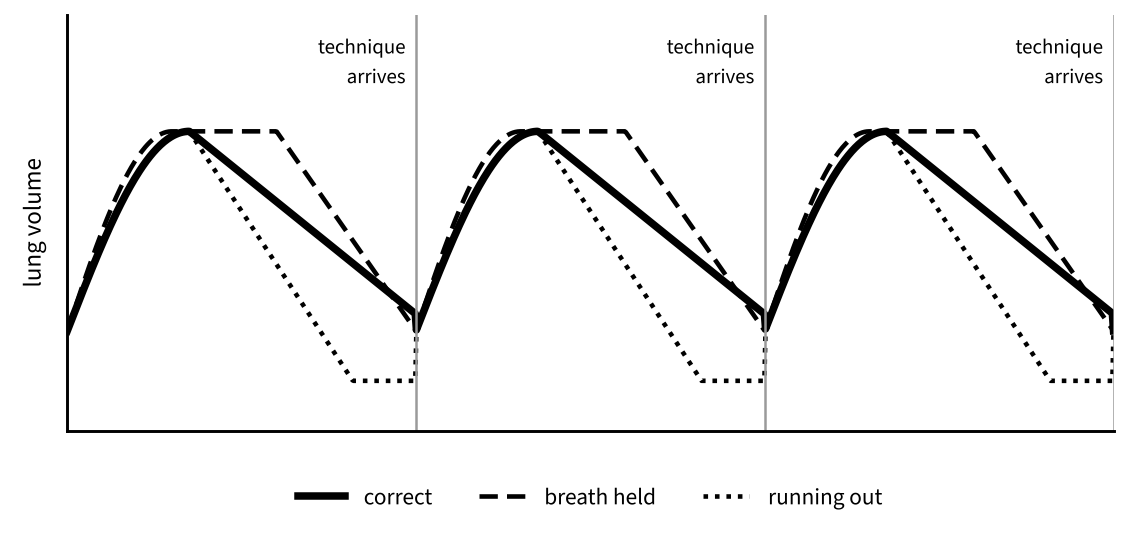 technique
arrives
technique
arrives
technique
arrives
lung volume
correct
breath held
running out